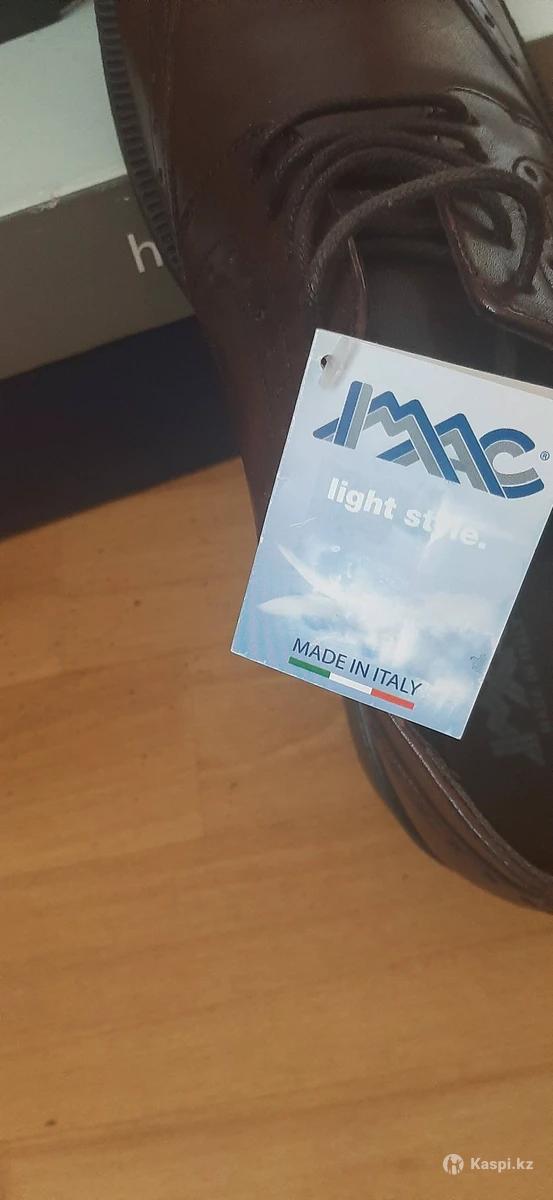 h
IMAC®
light style.
MADE IN ITALY
Kaspi.kz